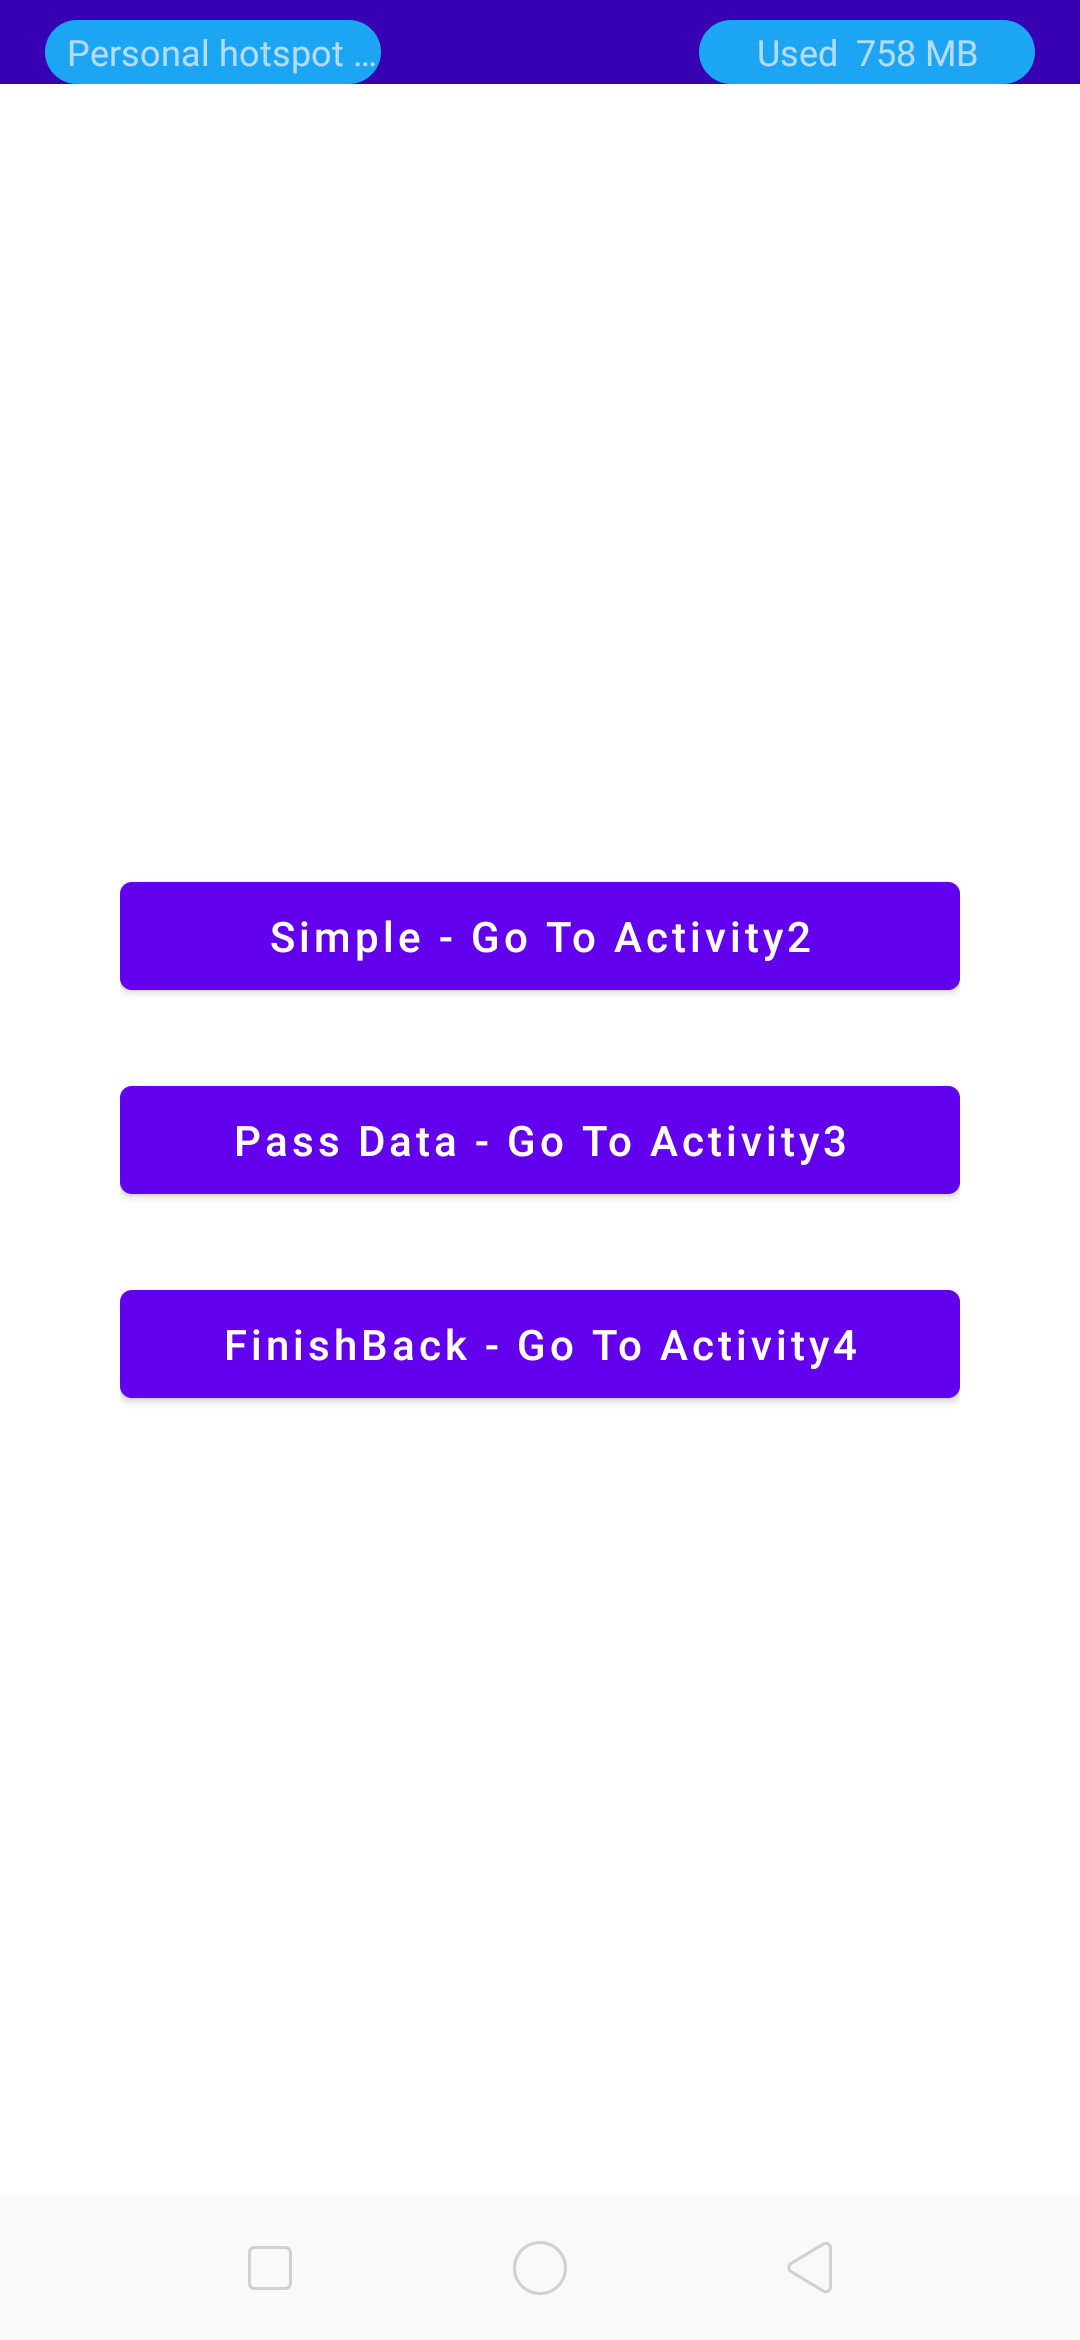 Personal hotspot ...
Used 758 MB
Simple - Go To Activity2
Pass Data - Go To Activity3
FinishBack - Go To Activity4